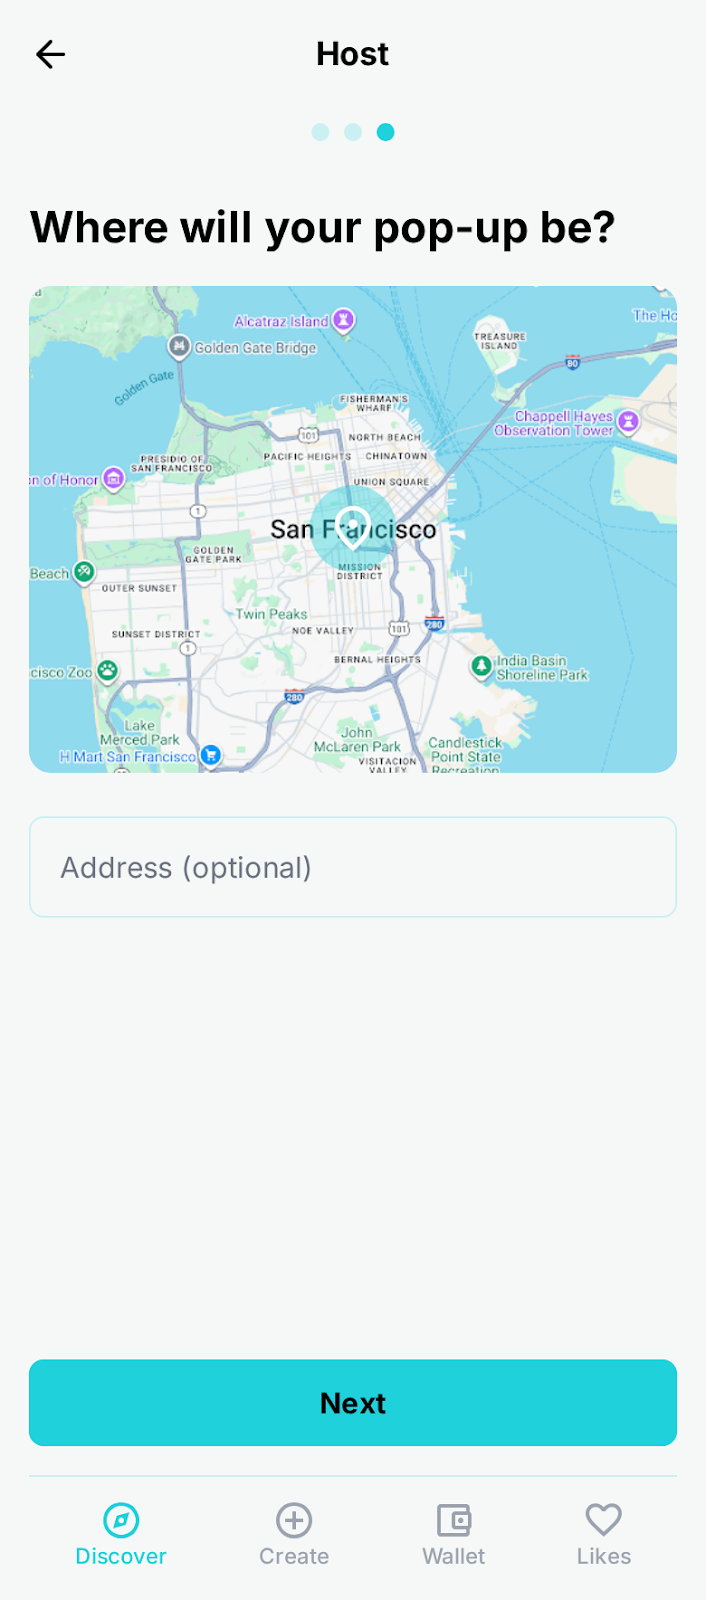 Host
Where will your pop-up be?
Alcatraz Island
The Ho
Golden Gate Bridge
TREASURE
ISLAND
80
Golden Gate
FISHERMAN'S
WHARF
Chappell Hayes
Observation Tower
101
NORTH BEACH
PACIFIC HEIGHTS
CHINATOWN
PRESIDIO OF
SAN FRANCISCO
on of Honor
UNION SQUARE
1
San Francisco
GOLDEN
GATE PARK
MISSION
DISTRICT
Beach
OUTER SUNSET
Twin Peaks
280
SUNSET DISTRICT
NOE VALLEY
101
1
BERNAL HEIGHTS
India Basin
Shoreline Park
cisco Zoo
280
Lake
Merced Park
John
McLaren Park
Candlestick
Point State
Recreation
H Mart San Francisco
VISITACION
VALLEY
Address (optional)
Next
Discover
Create
Wallet
Likes